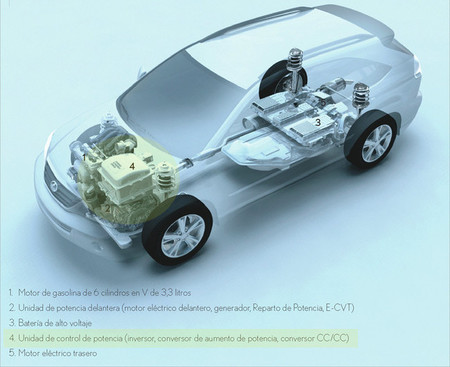 1
4
3
2
1. Motor de gasolina de 6 cilindros en V de 3,3 litros
2. Unidad de potencia delantera (motor eléctrico delantero, generador, Reparto de Potencia, E-CVT)
3. Batería de alto voltaje
4. Unidad de control de potencia (inversor, conversor de aumento de potencia, conversor CC/CC)
5. Motor eléctrico trasero